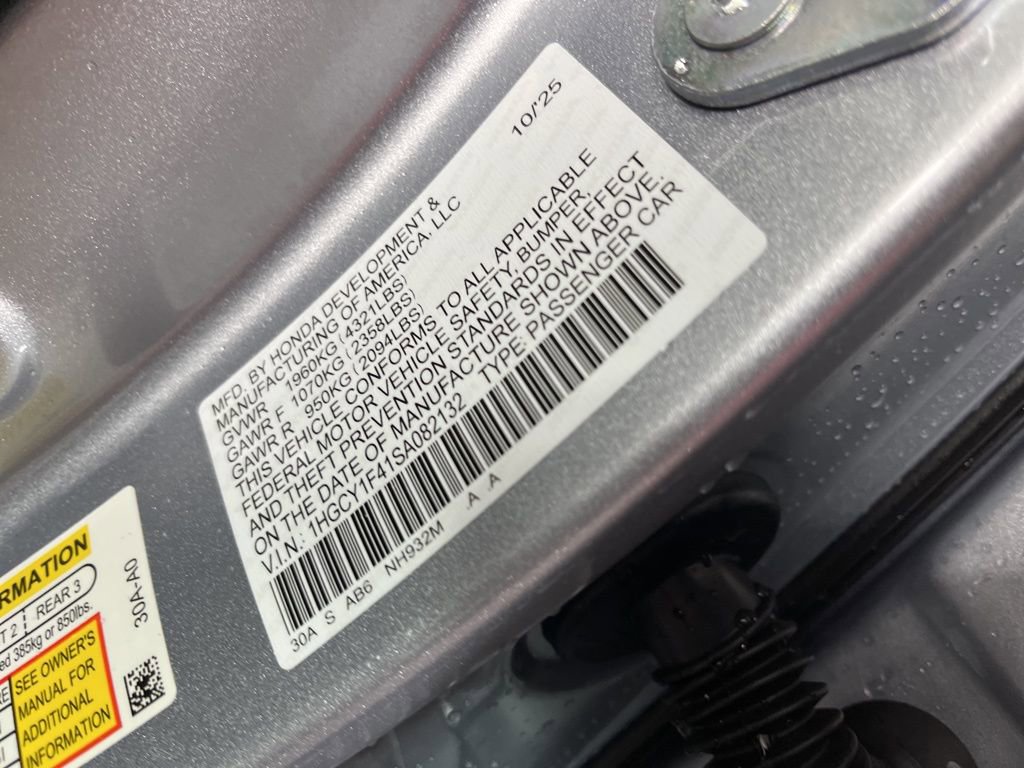 MFD. BY HONDA DEVELOPMENT & 10/'25
MANUFACTURING OF AMERICA, LLC
GVWR 1960KG ( 4321LBS)
GAWR F 1070KG ( 2358LBS)
GAWR R 950KG ( 2094LBS)
THIS VEHICLE CONFORMS TO ALL APPLICABLE
FEDERAL MOTOR VEHICLE SAFETY, BUMPER,
AND THEFT PREVENTION STANDARDS IN EFFECT
ON THE DATE OF MANUFACTURE SHOWN ABOVE.
V.I.N: 1HGCY1F41SA082132 TYPE: PASSENGER CAR
30A S AB6 NH932M .A .A
RMATION
T 2 REAR 3
ed 385kg or 850lbs.
SEE OWNER'S
MANUAL FOR
ADDITIONAL
INFORMATION
30A-A0